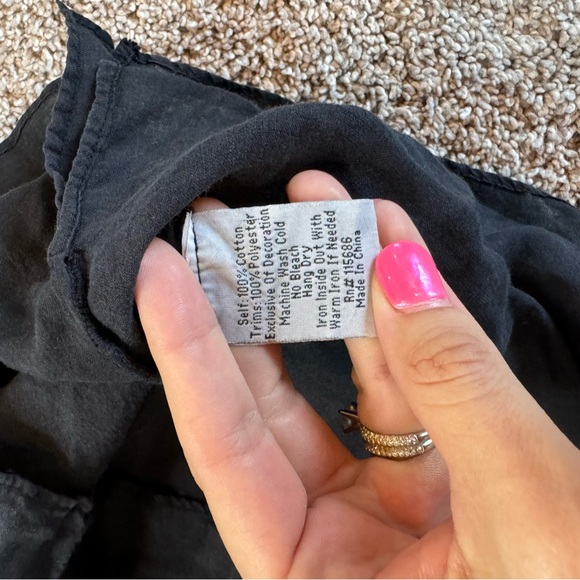 Self: 100% Cotton
Trims: 100% Polyester
Exclusive Of Decoration
Machine Wash Cold
No Bleach
Hang Dry
Iron Inside Out With
Warm Iron If Needed
Rn# 115686
Made In China